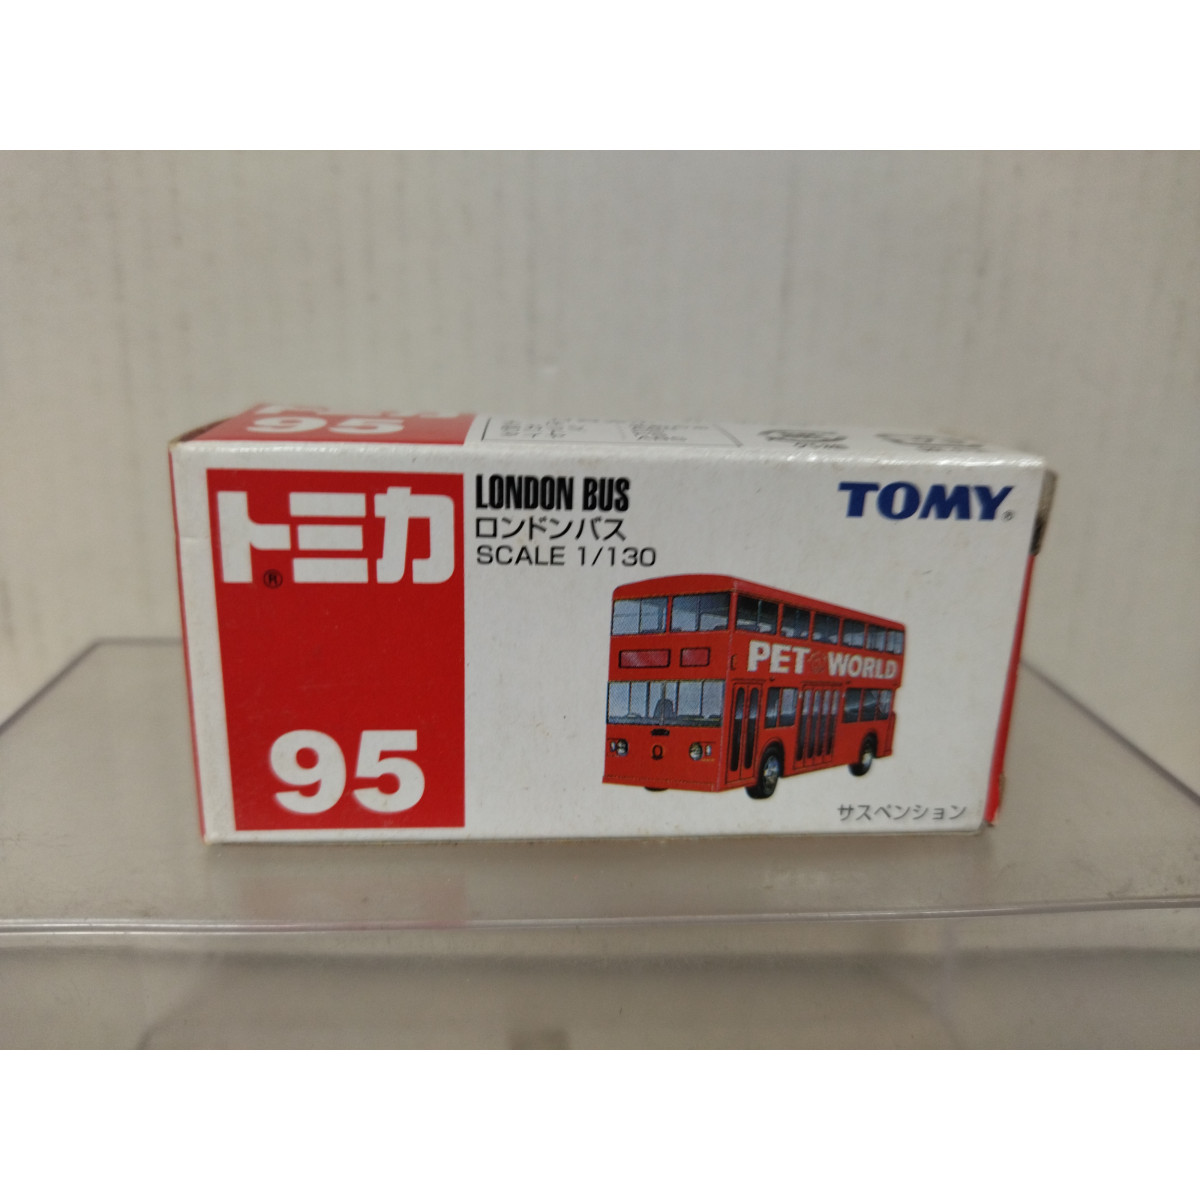 95
トミカ®
LONDON BUS
ロンドンバス
SCALE 1/130
TOMY®
PET WORLD
95
サスペンション